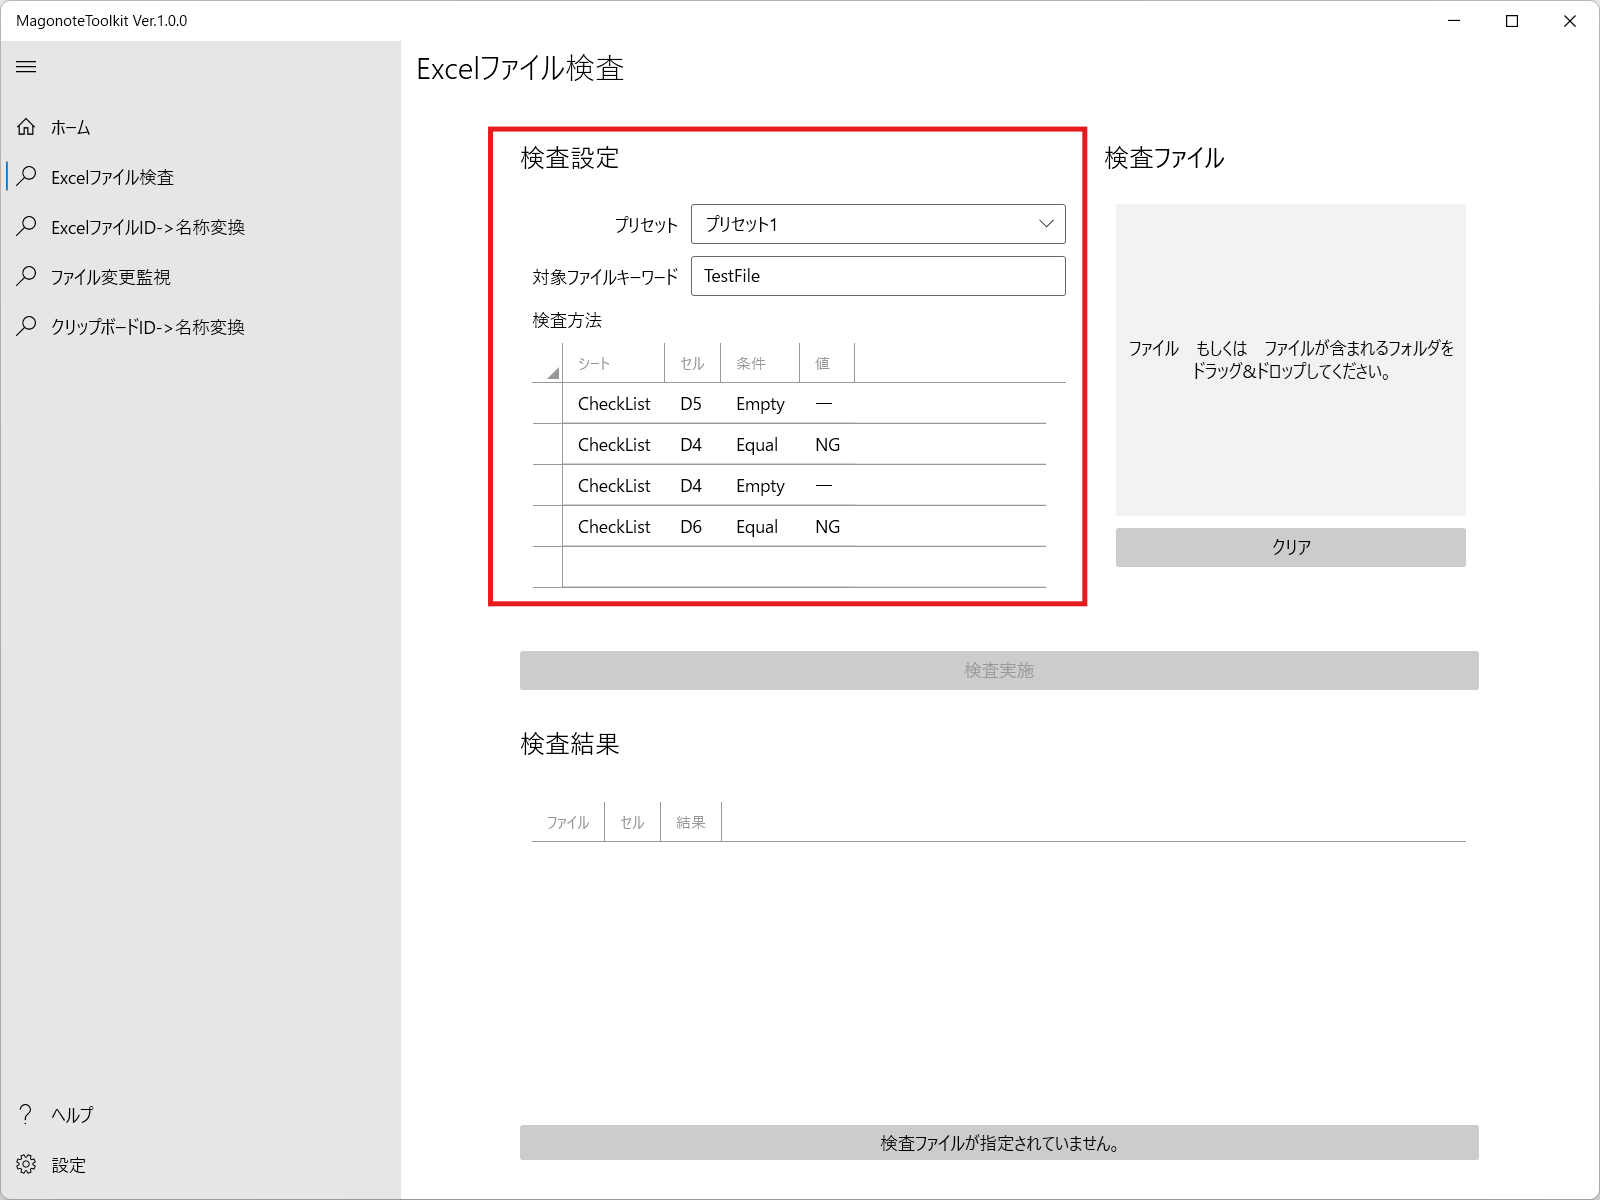 MagonoteToolkit Ver.1.0.0
ホーム
Excelファイル検査
ExcelファイルID->名称変換
ファイル変更監視
クリップボードID->名称変換
ヘルプ
設定
Excelファイル検査
検査設定
プリセット プリセット1
対象ファイルキーワード TestFile
検査方法
シート セル 条件 値
CheckList D5 Empty ―
CheckList D4 Equal NG
CheckList D4 Empty ―
CheckList D6 Equal NG
検査ファイル
ファイル　もしくは　ファイルが含まれるフォルダを
ドラッグ&ドロップしてください。
クリア
検査実施
検査結果
ファイル セル 結果
検査ファイルが指定されていません。